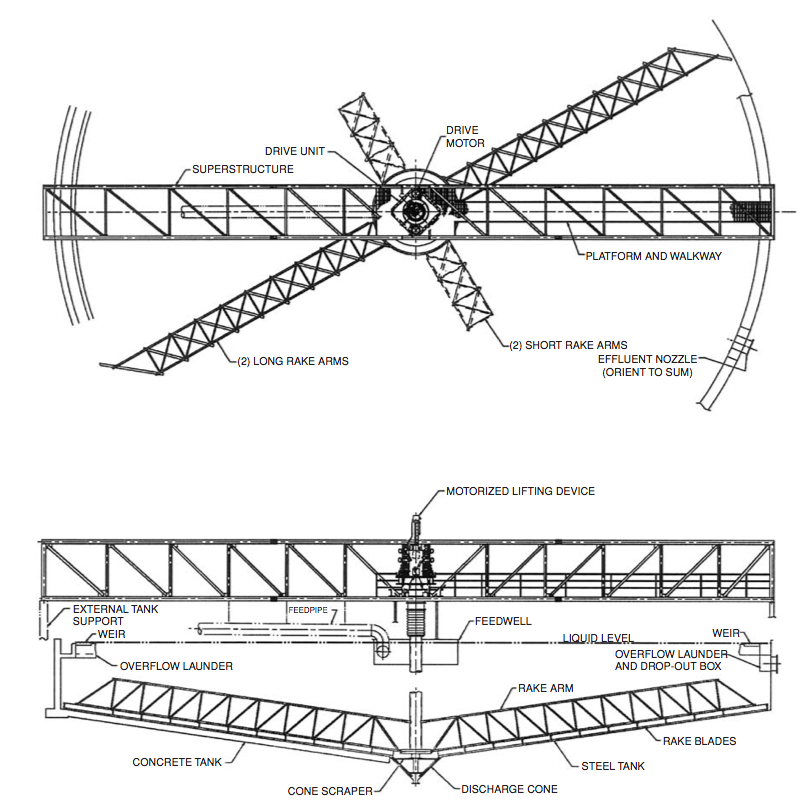 DRIVE
MOTOR
DRIVE UNIT
SUPERSTRUCTURE
PLATFORM AND WALKWAY
(2) SHORT RAKE ARMS
(2) LONG RAKE ARMS
EFFLUENT NOZZLE
(ORIENT TO SUM)
MOTORIZED LIFTING DEVICE
EXTERNAL TANK
SUPPORT
FEEDPIPE
FEEDWELL
WEIR
LIQUID LEVEL
WEIR
OVERFLOW LAUNDER
OVERFLOW LAUNDER
AND DROP-OUT BOX
RAKE ARM
RAKE BLADES
CONCRETE TANK
STEEL TANK
CONE SCRAPER
DISCHARGE CONE